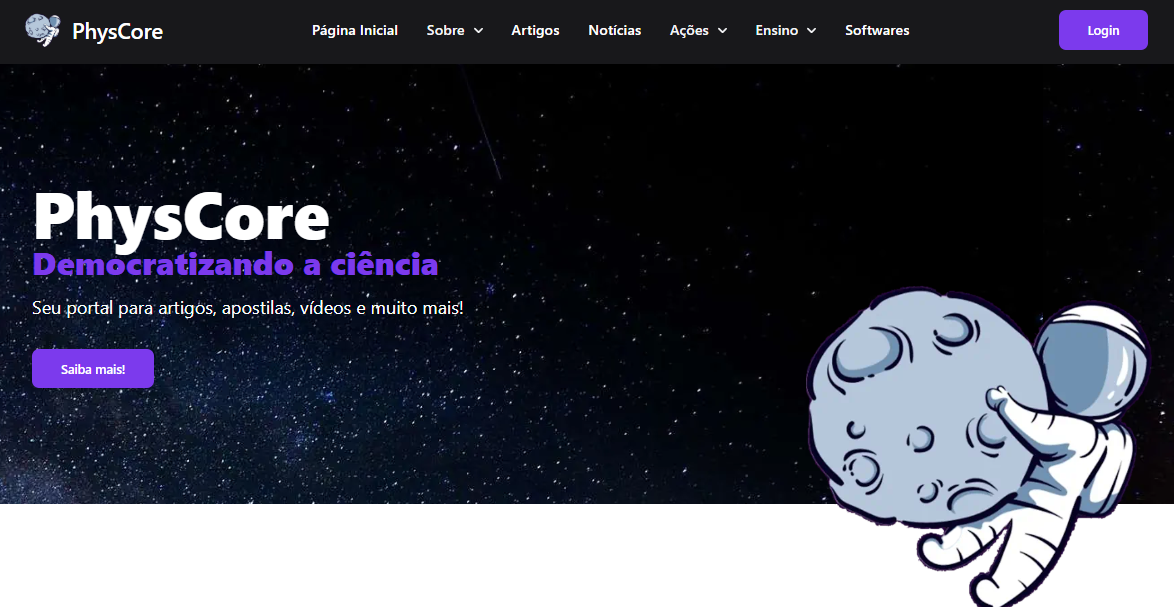 PhysCore
Página Inicial
Sobre
Artigos
Notícias
Ações
Ensino
Softwares
Login
PhysCore
Democratizando a ciência
Seu portal para artigos, apostilas, vídeos e muito mais!
Saiba mais!